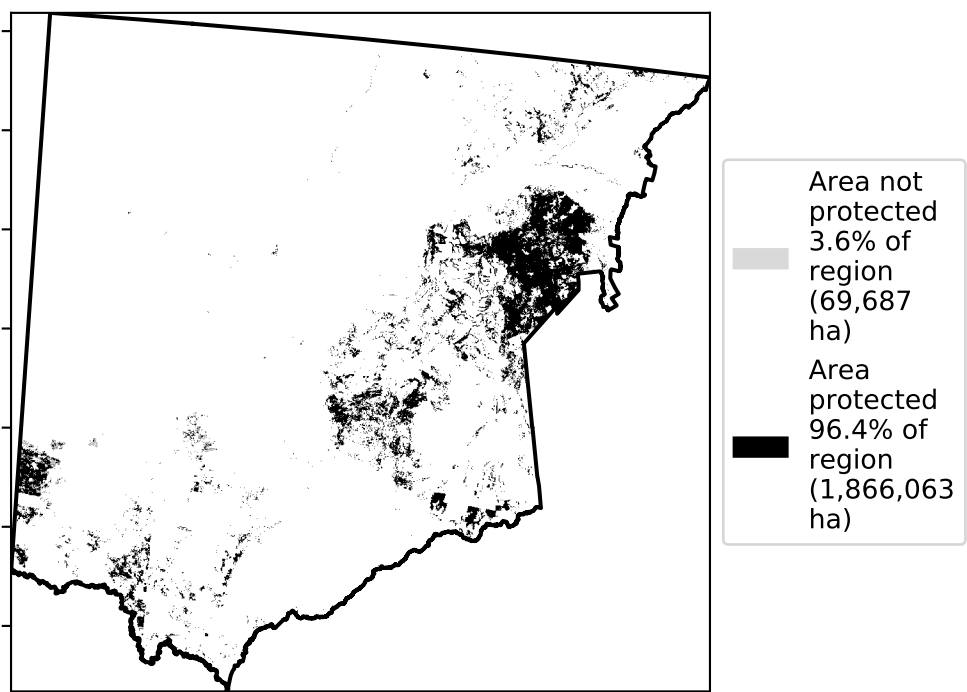 Area not
protected
3.6% of
region
(69,687
ha)
Area
protected
96.4% of
region
(1,866,063
ha)